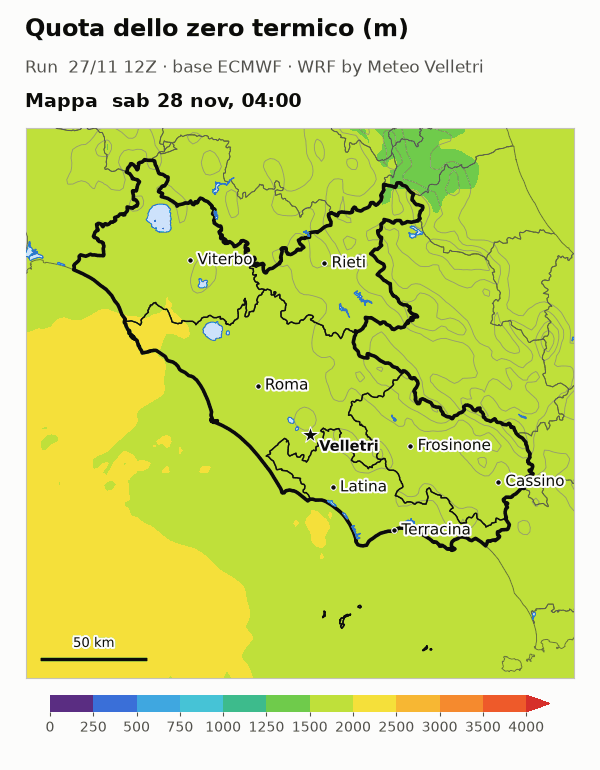 Quota dello zero termico (m)
Run  27/11 12Z · base ECMWF · WRF by Meteo Velletri
Mappa  sab 28 nov, 04:00
Viterbo
Rieti
Roma
Velletri
Frosinone
Latina
Cassino
Terracina
50 km
0 250 500 750 1000 1250 1500 2000 2500 3000 3500 4000